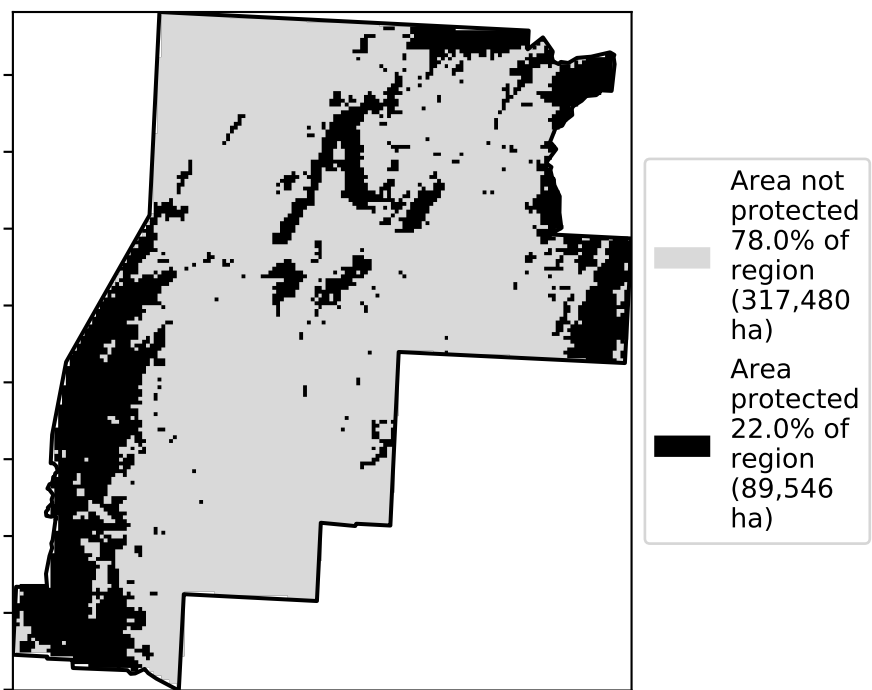 Area not
protected
78.0% of
region
(317,480
ha)
Area
protected
22.0% of
region
(89,546
ha)